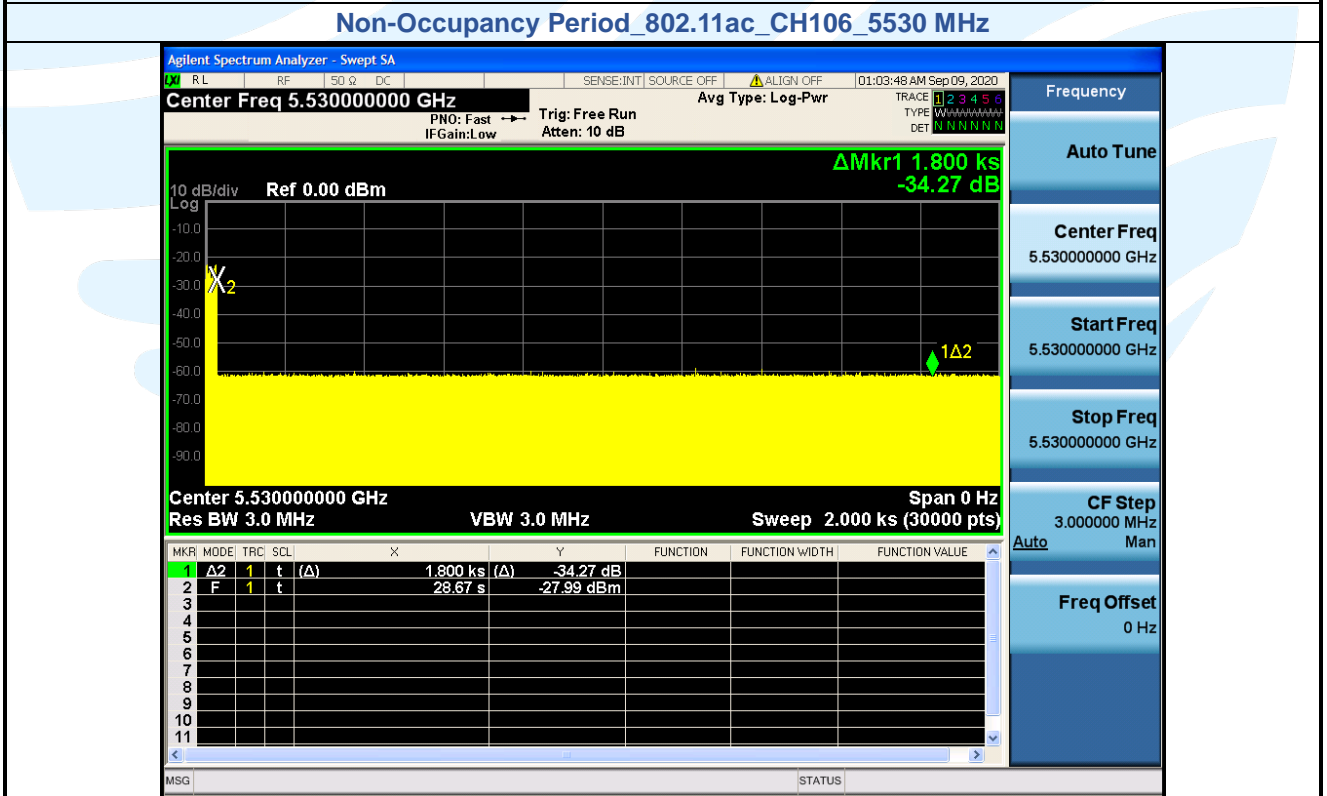 Non-Occupancy Period_802.11ac_CH106_5530 MHz
Agilent Spectrum Analyzer - Swept SA
LXI RL RF 50 Ω DC SENSE:INT SOURCE OFF ALIGN OFF 01:03:48 AM Sep 09, 2020
Center Freq 5.530000000 GHz
PNO: Fast
IFGain:Low
Trig: Free Run
Atten: 10 dB
Avg Type: Log-Pwr
TRACE 1 2 3 4 5 6
TYPE WWWWWW
DET N N N N N N
ΔMkr1 1.800 ks
-34.27 dB
10 dB/div Ref 0.00 dBm
Log
-10.0
-20.0
-30.0
-40.0
-50.0
-60.0
-70.0
-80.0
-90.0
X2
1Δ2
Center 5.530000000 GHz Span 0 Hz
Res BW 3.0 MHz VBW 3.0 MHz Sweep 2.000 ks (30000 pts)
MKR MODE TRC SCL X Y FUNCTION FUNCTION WIDTH FUNCTION VALUE
1 Δ2 1 t (Δ) 1.800 ks (Δ) -34.27 dB
2 F 1 t 28.67 s -27.99 dBm
3
4
5
6
7
8
9
10
11
MSG STATUS
Frequency
Auto Tune
Center Freq
5.530000000 GHz
Start Freq
5.530000000 GHz
Stop Freq
5.530000000 GHz
CF Step
3.000000 MHz
Auto Man
Freq Offset
0 Hz